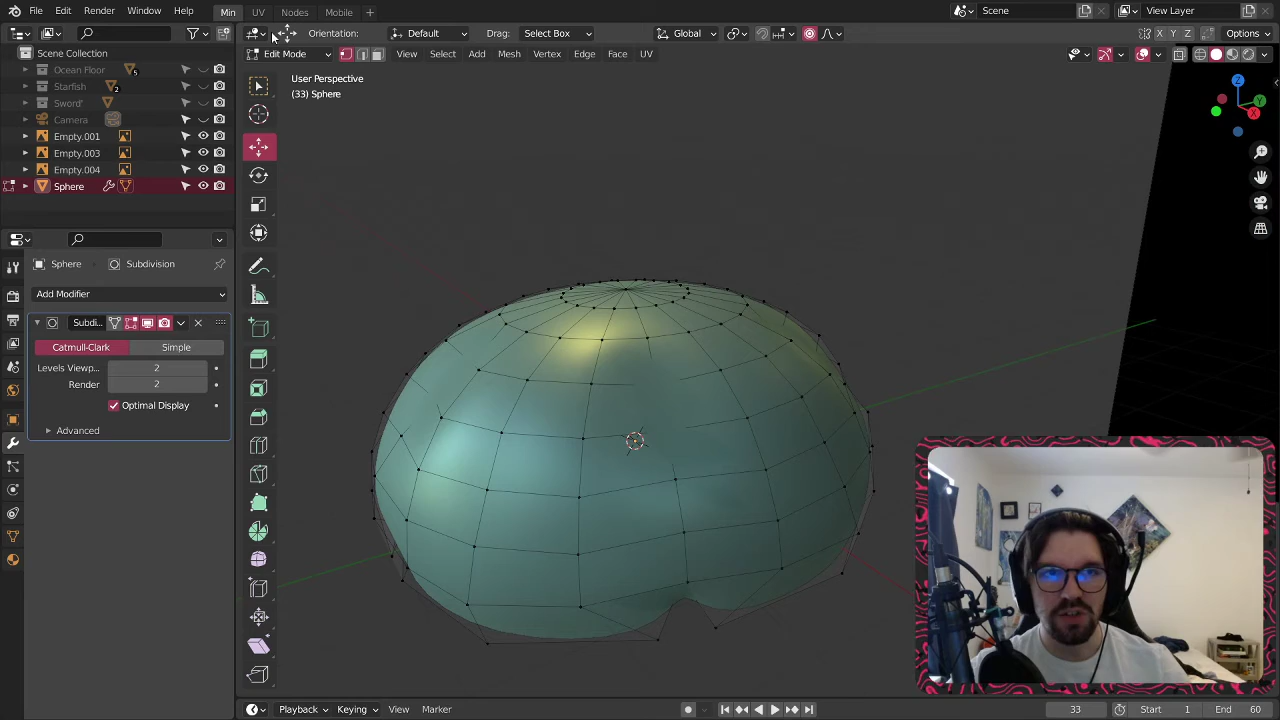 File Edit Render Window Help Min UV Nodes Mobile + Scene View Layer
Orientation: Default Drag: Select Box Global X Y Z Options
Scene Collection Edit Mode View Select Add Mesh Vertex Edge Face UV
Ocean Floor 5
Starfish 2
Sword'
Camera
Empty.001
Empty.003
Empty.004
Sphere
User Perspective
(33) Sphere
Z
Y
X
Sphere Subdivision
Add Modifier
Subdi...
Catmull-Clark Simple
Levels Viewp... 2
Render 2
Optimal Display
Advanced
Playback Keying View Marker 33 Start 1 End 60